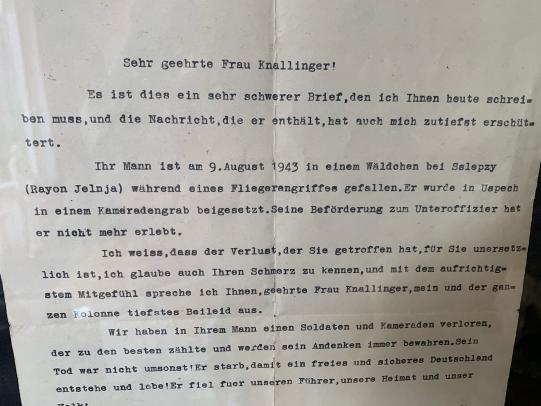 Sehr geehrte Frau Knallinger!
Es ist dies ein sehr schwerer Brief,den ich Ihnen heute schrei=
ben muss,und die Nachricht,die er enthält,hat auch mich zutiefst erschüt=
tert.
Ihr Mann ist am 9.August 1943 in einem Wäldchen bei Sslepzy
(Rayon Jelnja) während eines Fliegerangriffes gefallen.Er wurde in Uspech
in einem Kameradengrab beigesetzt.Seine Beförderung zum Unteroffizier hat
er nicht mehr erlebt.
Ich weiss,dass der Verlust,der Sie getroffen hat,für Sie unersetz=
lich ist,ich glaube auch Ihren Schmerz zu kennen,und mit dem aufrichtig=
stem Mitgefühl spreche ich Ihnen,geehrte Frau Knallinger,mein und der gan=
zen Kolonne tiefstes Beileid aus.
Wir haben in Ihrem Mann einen Soldaten und Kameraden verloren,
der zu den besten zählte und werden sein Andenken immer bewahren.Sein
Tod war nicht umsonst!Er starb,damit ein freies und sicheres Deutschland
entstehe und lebe!Er fiel fuer unseren Führer,unsere Heimat und unser